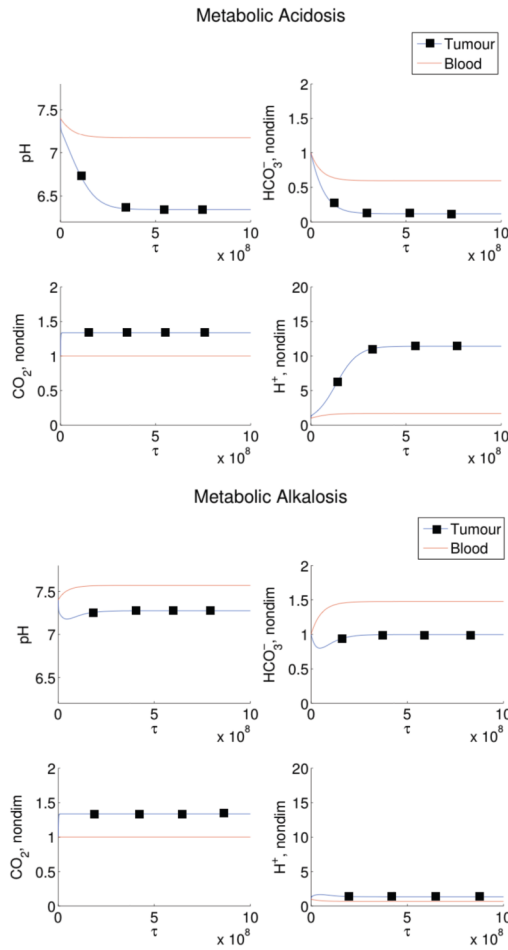 Metabolic Acidosis
Tumour
Blood
pH
7.5
7
6.5
0
5
10
τ
x 10⁸
HCO₃⁻, nondim
2
1.5
1
0.5
0
0
5
10
τ
x 10⁸
CO₂, nondim
2
1.5
1
0.5
0
0
5
10
τ
x 10⁸
H⁺, nondim
20
15
10
5
0
0
5
10
τ
x 10⁸
Metabolic Alkalosis
Tumour
Blood
pH
7.5
7
6.5
0
5
10
τ
x 10⁸
HCO₃⁻, nondim
2
1.5
1
0.5
0
0
5
10
τ
x 10⁸
CO₂, nondim
2
1.5
1
0.5
0
0
5
10
τ
x 10⁸
H⁺, nondim
20
15
10
5
0
0
5
10
τ
x 10⁸